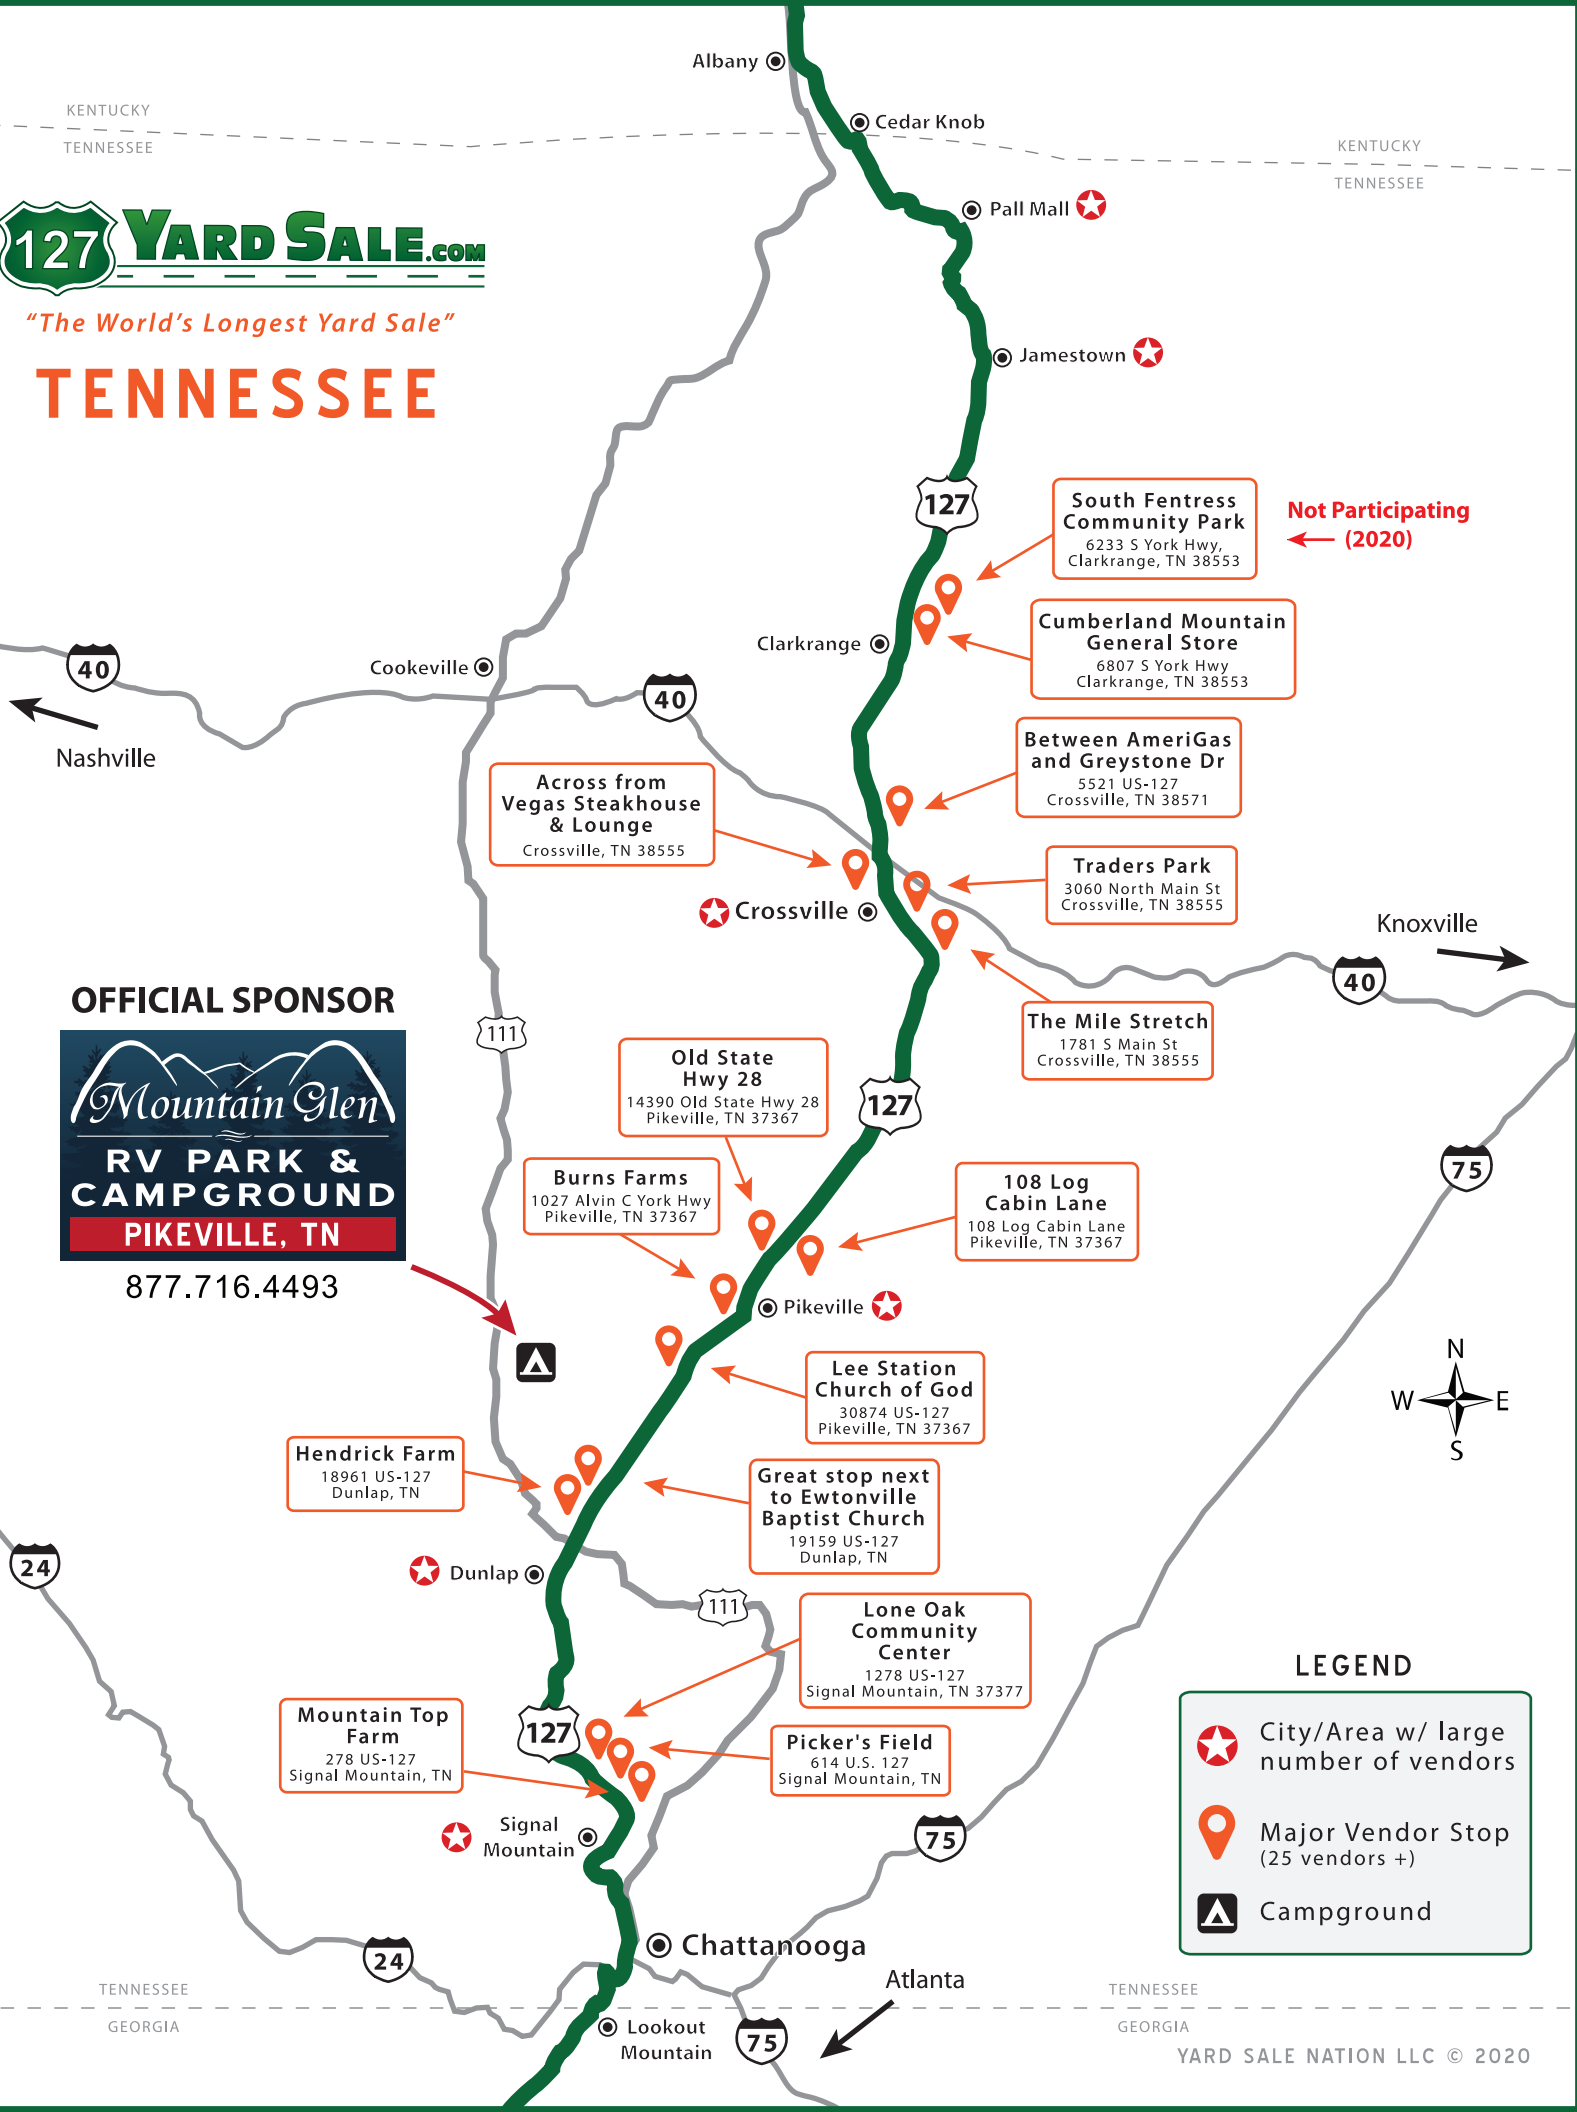 Albany
Cedar Knob
KENTUCKY
TENNESSEE
KENTUCKY
TENNESSEE
Pall Mall
127 YARD SALE.COM
“The World’s Longest Yard Sale”
TENNESSEE
Jamestown
127
South Fentress
Community Park
6233 S York Hwy,
Clarkrange, TN 38553
Not Participating
(2020)
Cumberland Mountain
General Store
6807 S York Hwy
Clarkrange, TN 38553
Clarkrange
Cookeville
40
40
Nashville
Between AmeriGas
and Greystone Dr
5521 US-127
Crossville, TN 38571
Across from
Vegas Steakhouse
& Lounge
Crossville, TN 38555
Traders Park
3060 North Main St
Crossville, TN 38555
Crossville
Knoxville
40
The Mile Stretch
1781 S Main St
Crossville, TN 38555
OFFICIAL SPONSOR
Mountain Glen
RV PARK &
CAMPGROUND
PIKEVILLE, TN
877.716.4493
111
Old State
Hwy 28
14390 Old State Hwy 28
Pikeville, TN 37367
127
Burns Farms
1027 Alvin C York Hwy
Pikeville, TN 37367
108 Log
Cabin Lane
108 Log Cabin Lane
Pikeville, TN 37367
75
Pikeville
Lee Station
Church of God
30874 US-127
Pikeville, TN 37367
N
W
E
S
Hendrick Farm
18961 US-127
Dunlap, TN
Great stop next
to Ewtonville
Baptist Church
19159 US-127
Dunlap, TN
24
Dunlap
111
Lone Oak
Community
Center
1278 US-127
Signal Mountain, TN 37377
Mountain Top
Farm
278 US-127
Signal Mountain, TN
127
Picker's Field
614 U.S. 127
Signal Mountain, TN
Signal
Mountain
75
LEGEND
City/Area w/ large
number of vendors
Major Vendor Stop
(25 vendors +)
Campground
24
Chattanooga
Atlanta
TENNESSEE
GEORGIA
TENNESSEE
GEORGIA
Lookout
Mountain
75
YARD SALE NATION LLC © 2020